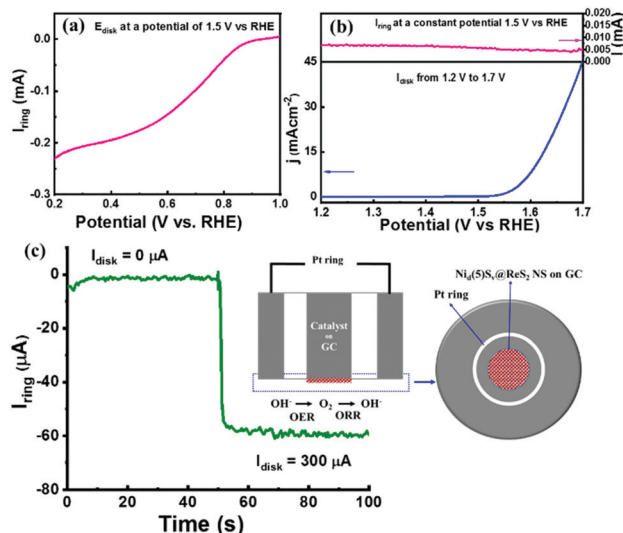 (a)
E_disk at a potential of 1.5 V vs RHE
0.0
-0.1
-0.2
-0.3
I_ring (mA)
0.2
0.4
0.6
0.8
1.0
Potential (V vs. RHE)
(b)
I_ring at a constant potential 1.5 V vs RHE
0.020
0.015
0.010
0.005
0.000
I (mA)
I_disk from 1.2 V to 1.7 V
45
30
15
0
j (mAcm⁻²)
1.2
1.3
1.4
1.5
1.6
1.7
Potential (V vs RHE)
(c)
I_disk = 0 µA
0
-20
-40
-60
-80
I_ring (µA)
I_disk = 300 µA
0
20
40
60
80
100
Time (s)
Pt ring
Catalyst
on
GC
OH⁻ → O₂ → OH⁻
OER ORR
Ni_d(5)S_v@ReS₂ NS on GC
Pt ring